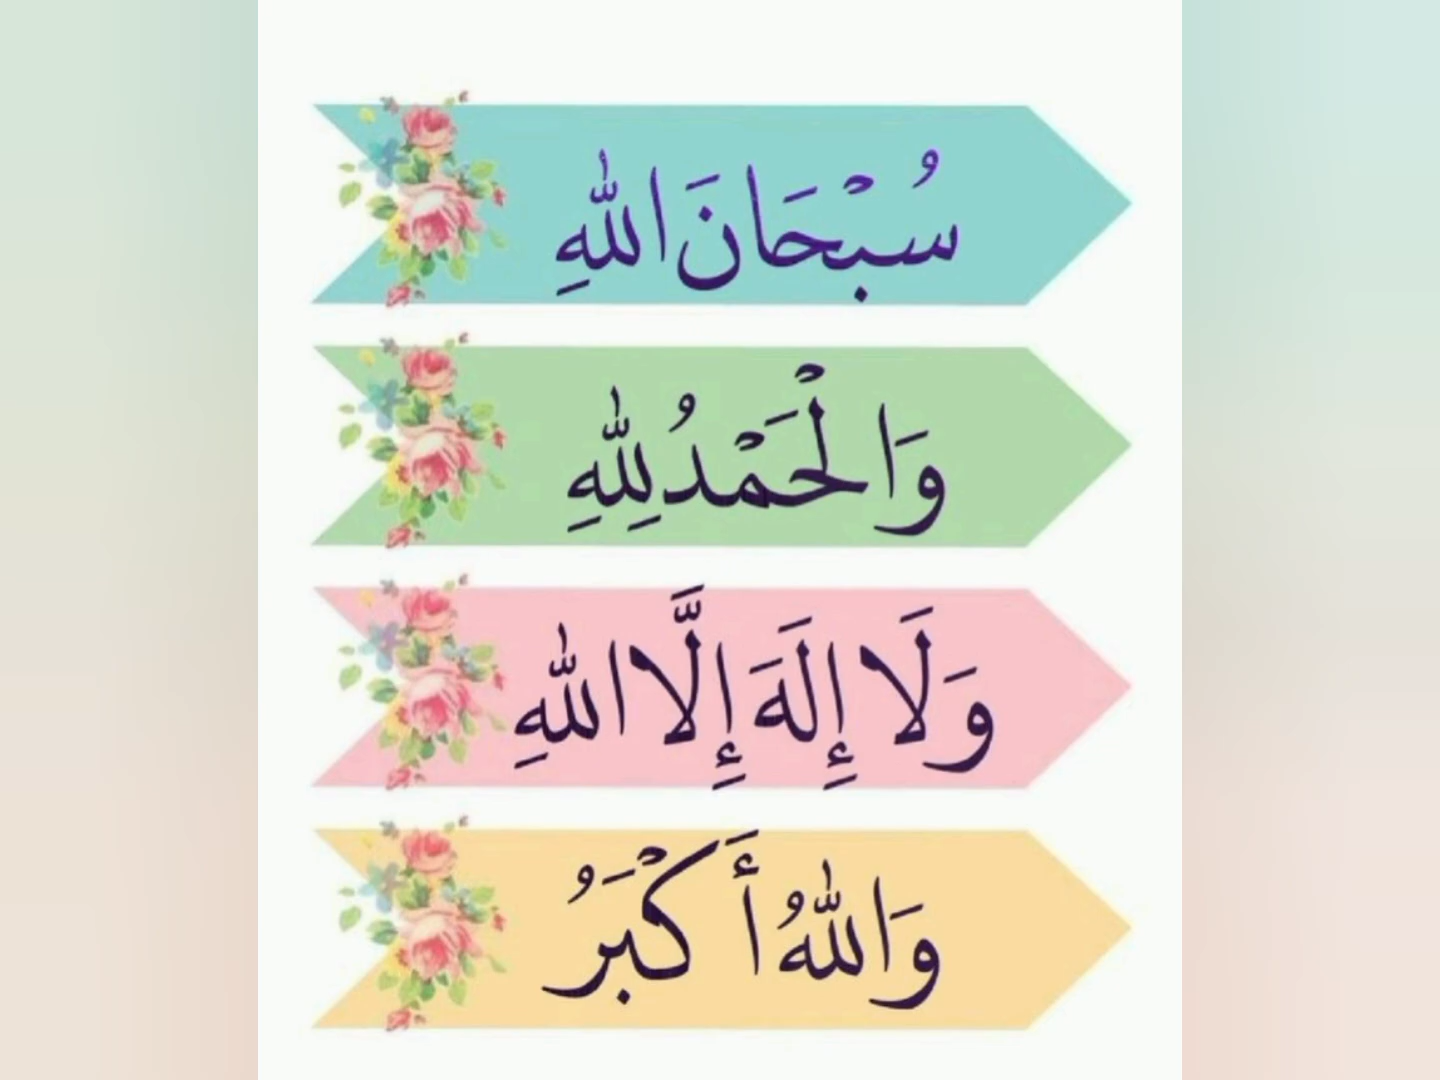 سُبْحَانَ اللهِ
وَالْحَمْدُ لِلهِ
وَلَا إِلَهَ إِلَّا اللهِ
وَاللهُ أَكْبَرُ